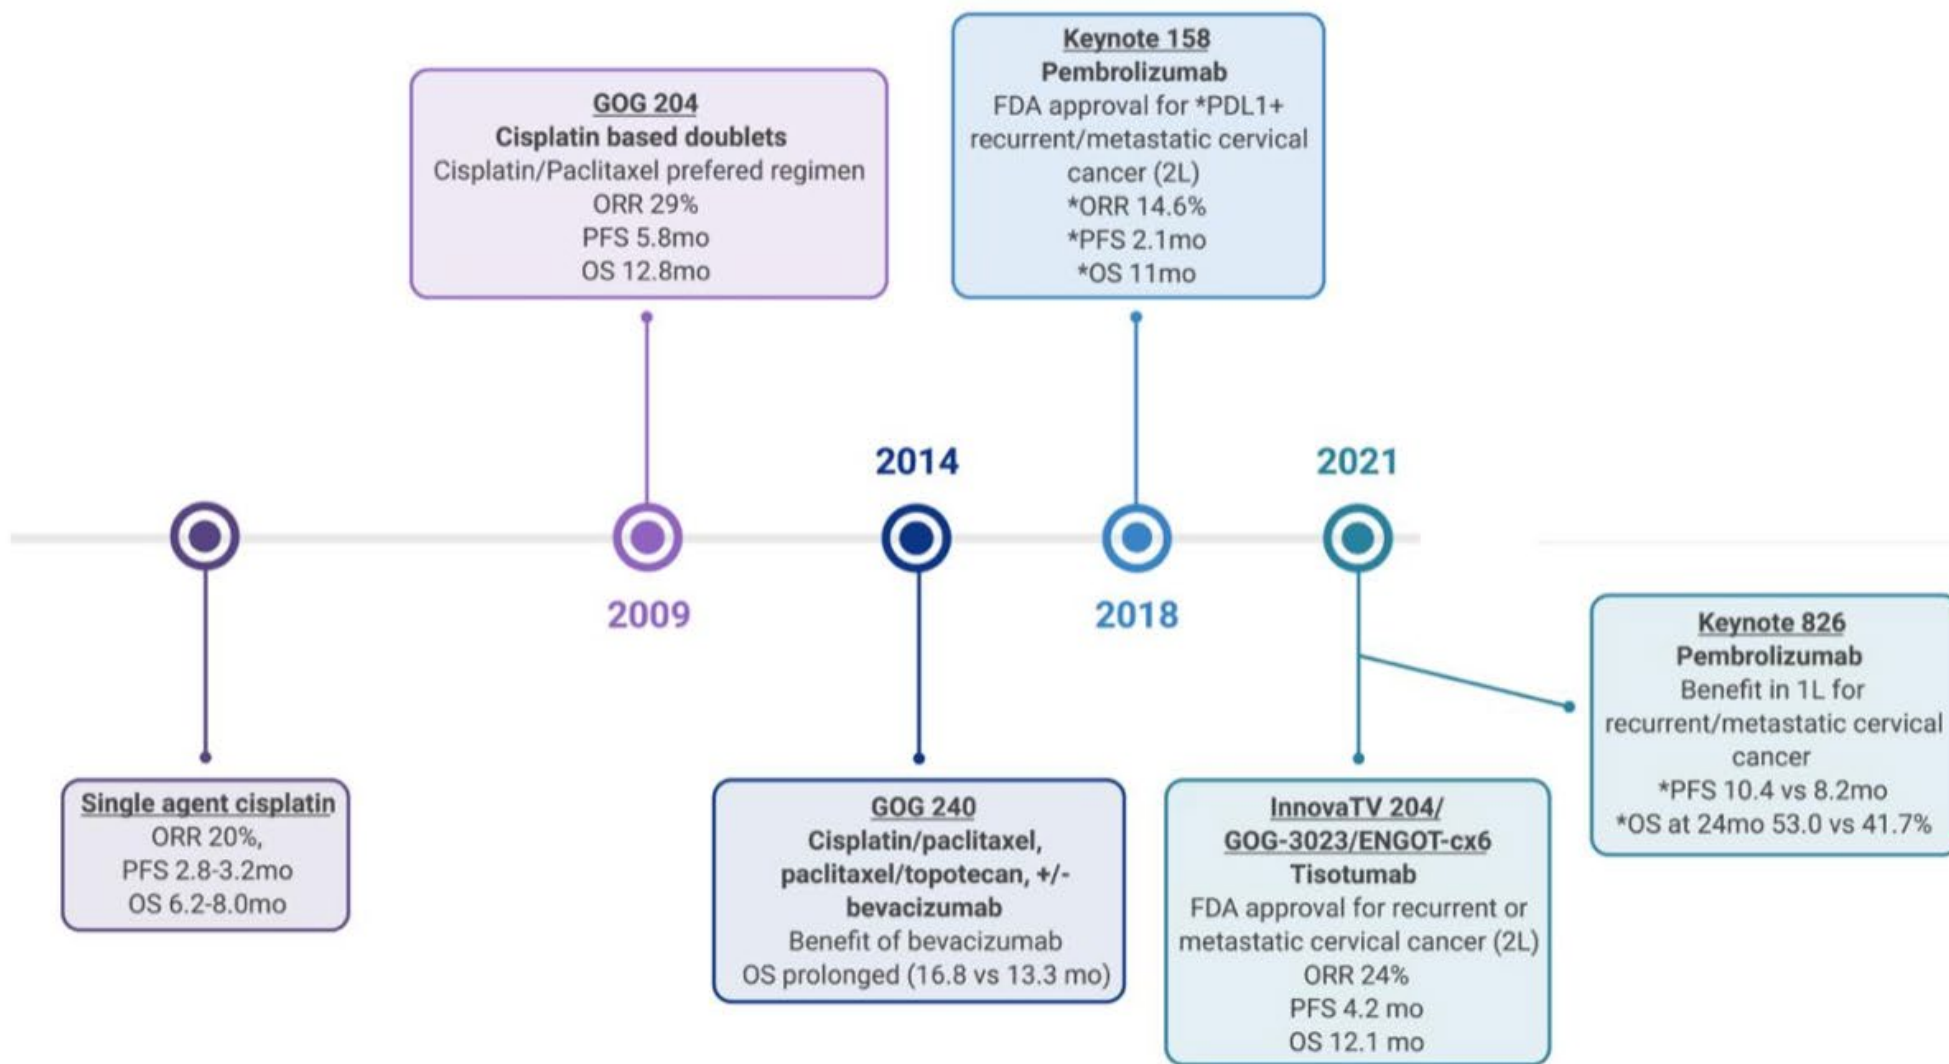 Single agent cisplatin
ORR 20%,
PFS 2.8-3.2mo
OS 6.2-8.0mo
GOG 204
Cisplatin based doublets
Cisplatin/Paclitaxel prefered regimen
ORR 29%
PFS 5.8mo
OS 12.8mo
2009
2014
GOG 240
Cisplatin/paclitaxel,
paclitaxel/topotecan, +/-
bevacizumab
Benefit of bevacizumab
OS prolonged (16.8 vs 13.3 mo)
Keynote 158
Pembrolizumab
FDA approval for *PDL1+
recurrent/metastatic cervical
cancer (2L)
*ORR 14.6%
*PFS 2.1mo
*OS 11mo
2018
2021
InnovaTV 204/
GOG-3023/ENGOT-cx6
Tisotumab
FDA approval for recurrent or
metastatic cervical cancer (2L)
ORR 24%
PFS 4.2 mo
OS 12.1 mo
Keynote 826
Pembrolizumab
Benefit in 1L for
recurrent/metastatic cervical
cancer
*PFS 10.4 vs 8.2mo
*OS at 24mo 53.0 vs 41.7%